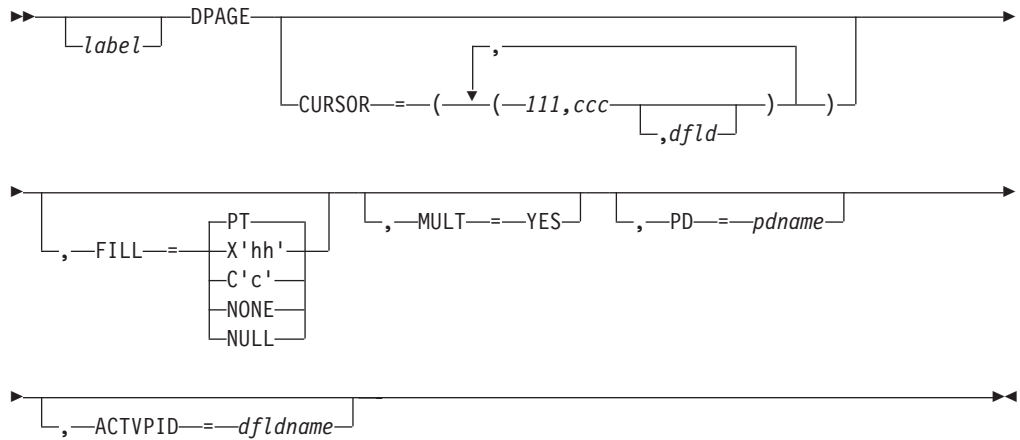 DPAGE
label
,
CURSOR = ( ( 111,ccc ) )
,dfld
PT
, FILL = X'hh'
C'c'
NONE
NULL
, MULT = YES
, PD = pdname
, ACTVPID = dfldname